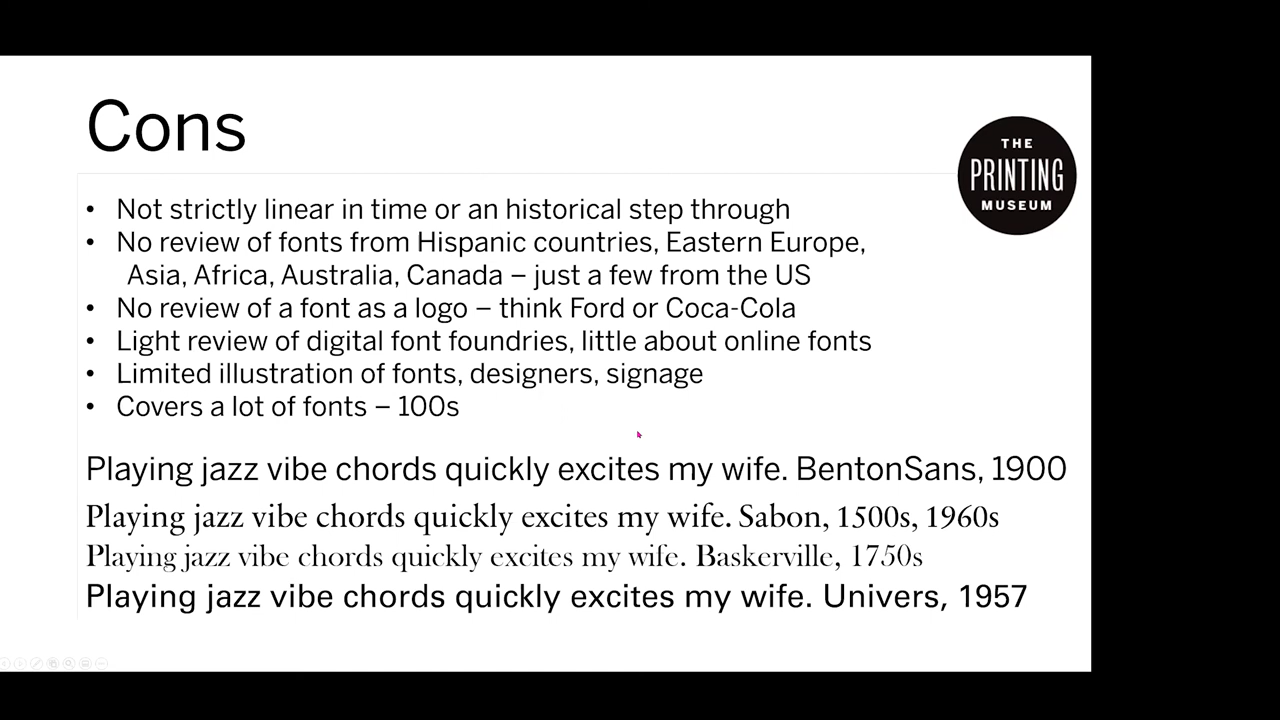 Cons
THE
PRINTING
MUSEUM
• Not strictly linear in time or an historical step through
• No review of fonts from Hispanic countries, Eastern Europe,
Asia, Africa, Australia, Canada – just a few from the US
• No review of a font as a logo – think Ford or Coca-Cola
• Light review of digital font foundries, little about online fonts
• Limited illustration of fonts, designers, signage
• Covers a lot of fonts – 100s
Playing jazz vibe chords quickly excites my wife. BentonSans, 1900
Playing jazz vibe chords quickly excites my wife. Sabon, 1500s, 1960s
Playing jazz vibe chords quickly excites my wife. Baskerville, 1750s
Playing jazz vibe chords quickly excites my wife. Univers, 1957